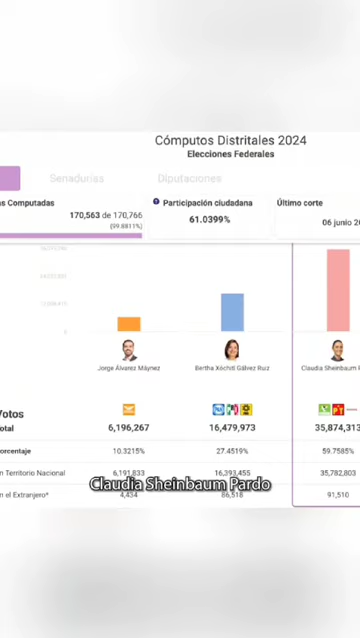 Cómputos Distritales 2024
Elecciones Federales
Senadurías
Diputaciones
s Computadas
170,563 de 170,766
(99.8811%)
Participación ciudadana
61.0399%
Último corte
06 junio 20
Jorge Álvarez Máynez
Bertha Xóchitl Gálvez Ruiz
Claudia Sheinbaum P
Votos
otal
6,196,267
16,479,973
35,874,313
orcentaje
10.3215%
27.4519%
59.7585%
n Territorio Nacional
6,191,833
16,393,455
35,782,803
n el Extranjero*
4,434
86,518
91,510
Claudia Sheinbaum Pardo